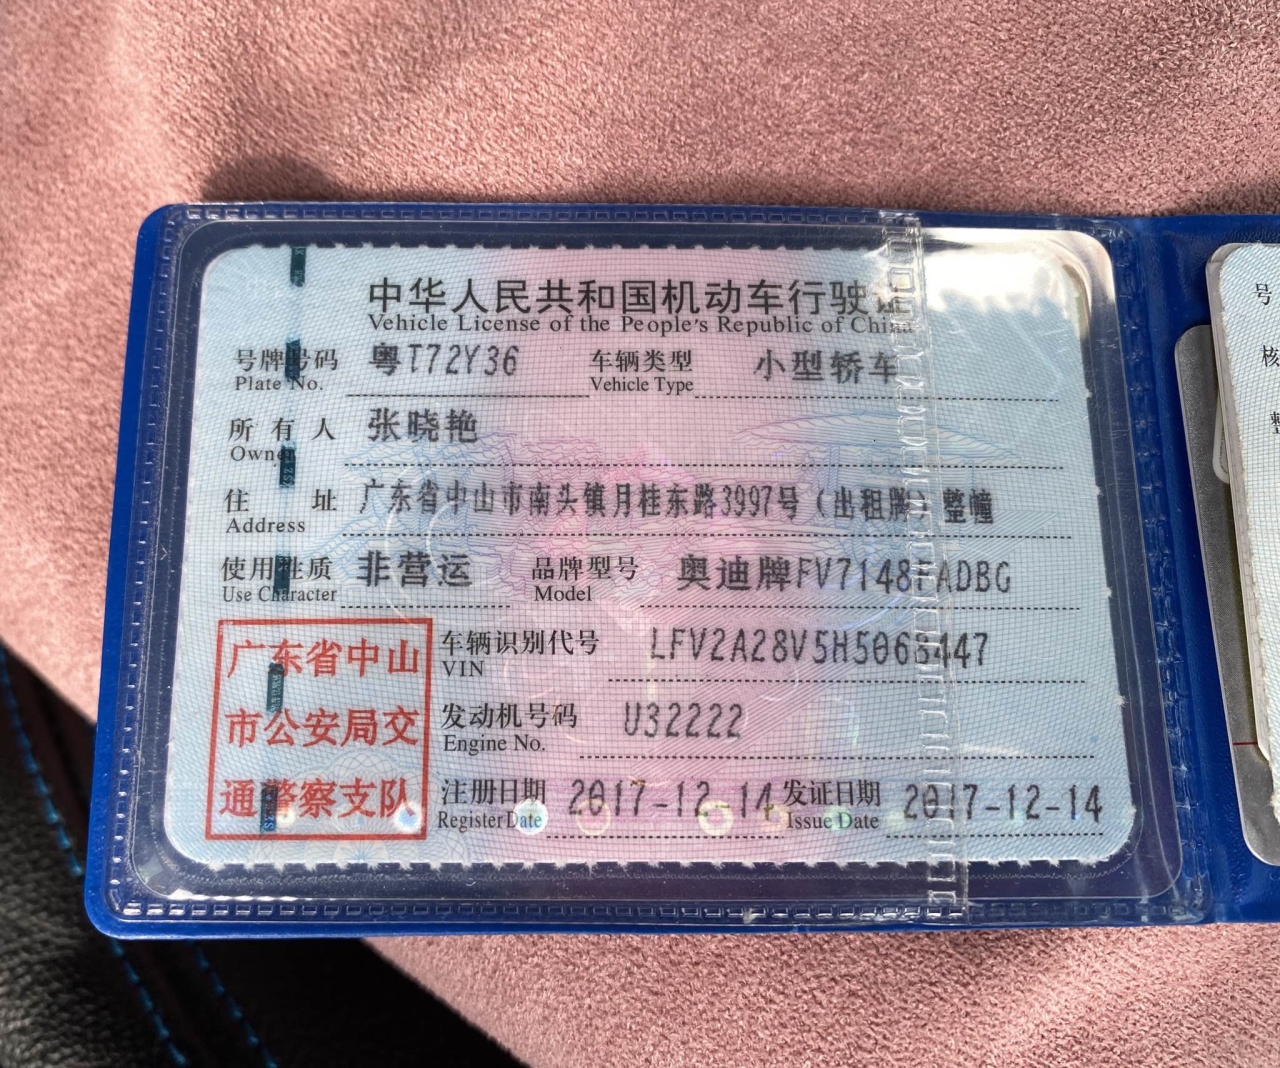 中华人民共和国机动车行驶证
Vehicle License of the People's Republic of China
号牌号码 粤T72Y36 车辆类型 小型轿车
Plate No. Vehicle Type
所有人 张晓艳
Owner
住址 广东省中山市南头镇月桂东路3997号（出租牌）整幢
Address
使用性质 非营运 品牌型号 奥迪牌FV7148FADBG
Use Character Model
广东省中山
市公安局交
通警察支队
车辆识别代号 LFV2A28V5H5063447
VIN
发动机号码 U32222
Engine No.
注册日期 2017-12-14 发证日期 2017-12-14
Register Date Issue Date
号
核
整